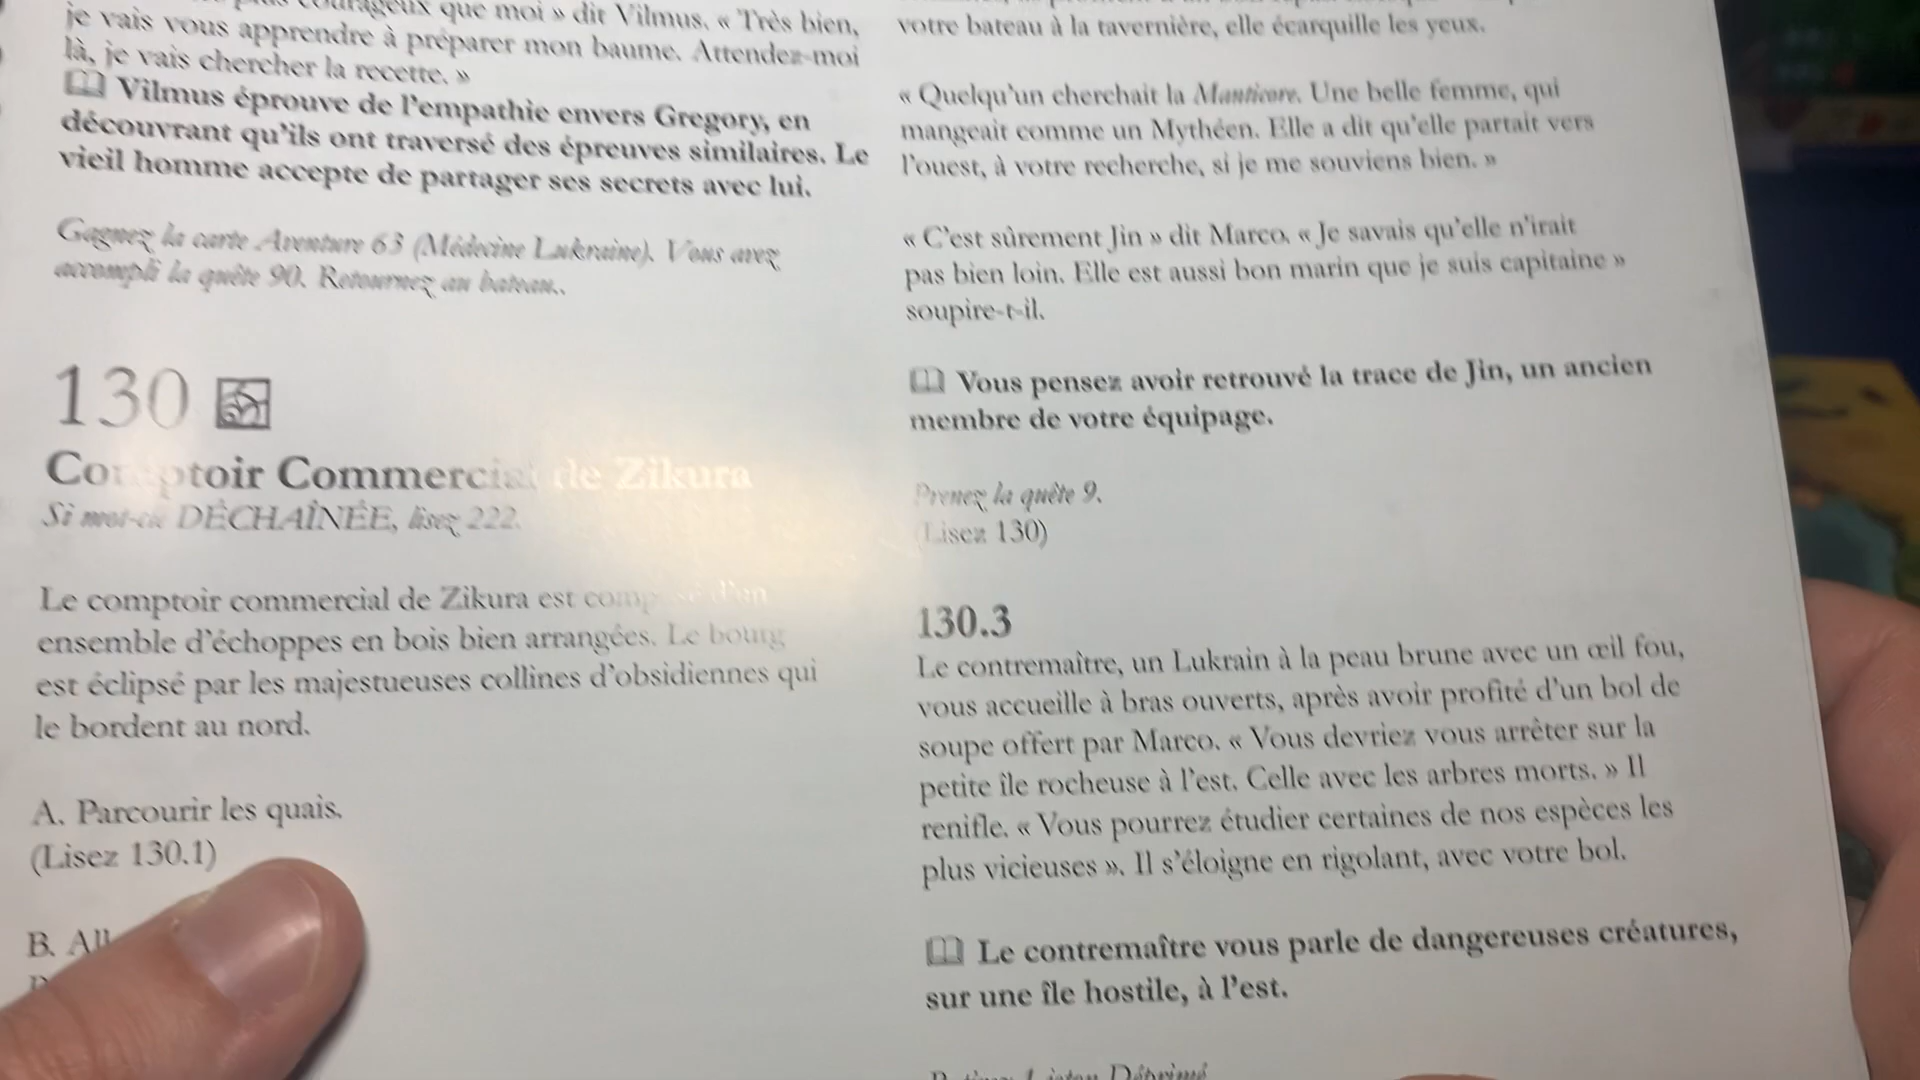 courageux que moi » dit Vilmus. « Très bien,
je vais vous apprendre à préparer mon baume. Attendez-moi
là, je vais chercher la recette. »
Vilmus éprouve de l'empathie envers Gregory, en
découvrant qu'ils ont traversé des épreuves similaires. Le
vieil homme accepte de partager ses secrets avec lui.
Gagnez la carte Aventure 63 (Médecine Lukraine). Vous avez
accompli la quête 90. Retournez au bateau..
130
Comptoir Commercial de Zikura
Si mot-clé DÉCHAÎNÉE, lisez 222.
Le comptoir commercial de Zikura est composé d'un
ensemble d'échoppes en bois bien arrangées. Le bourg
est éclipsé par les majestueuses collines d'obsidiennes qui
le bordent au nord.
A. Parcourir les quais.
(Lisez 130.1)
B. All
votre bateau à la tavernière, elle écarquille les yeux.
« Quelqu'un cherchait la Manticore. Une belle femme, qui
mangeait comme un Mythéen. Elle a dit qu'elle partait vers
l'ouest, à votre recherche, si je me souviens bien. »
« C'est sûrement Jin » dit Marco. « Je savais qu'elle n'irait
pas bien loin. Elle est aussi bon marin que je suis capitaine »
soupire-t-il.
Vous pensez avoir retrouvé la trace de Jin, un ancien
membre de votre équipage.
Prenez la quête 9.
(Lisez 130)
130.3
Le contremaître, un Lukrain à la peau brune avec un œil fou,
vous accueille à bras ouverts, après avoir profité d'un bol de
soupe offert par Marco. « Vous devriez vous arrêter sur la
petite île rocheuse à l'est. Celle avec les arbres morts. » Il
renifle. « Vous pourrez étudier certaines de nos espèces les
plus vicieuses ». Il s'éloigne en rigolant, avec votre bol.
Le contremaître vous parle de dangereuses créatures,
sur une île hostile, à l'est.
Déprimé